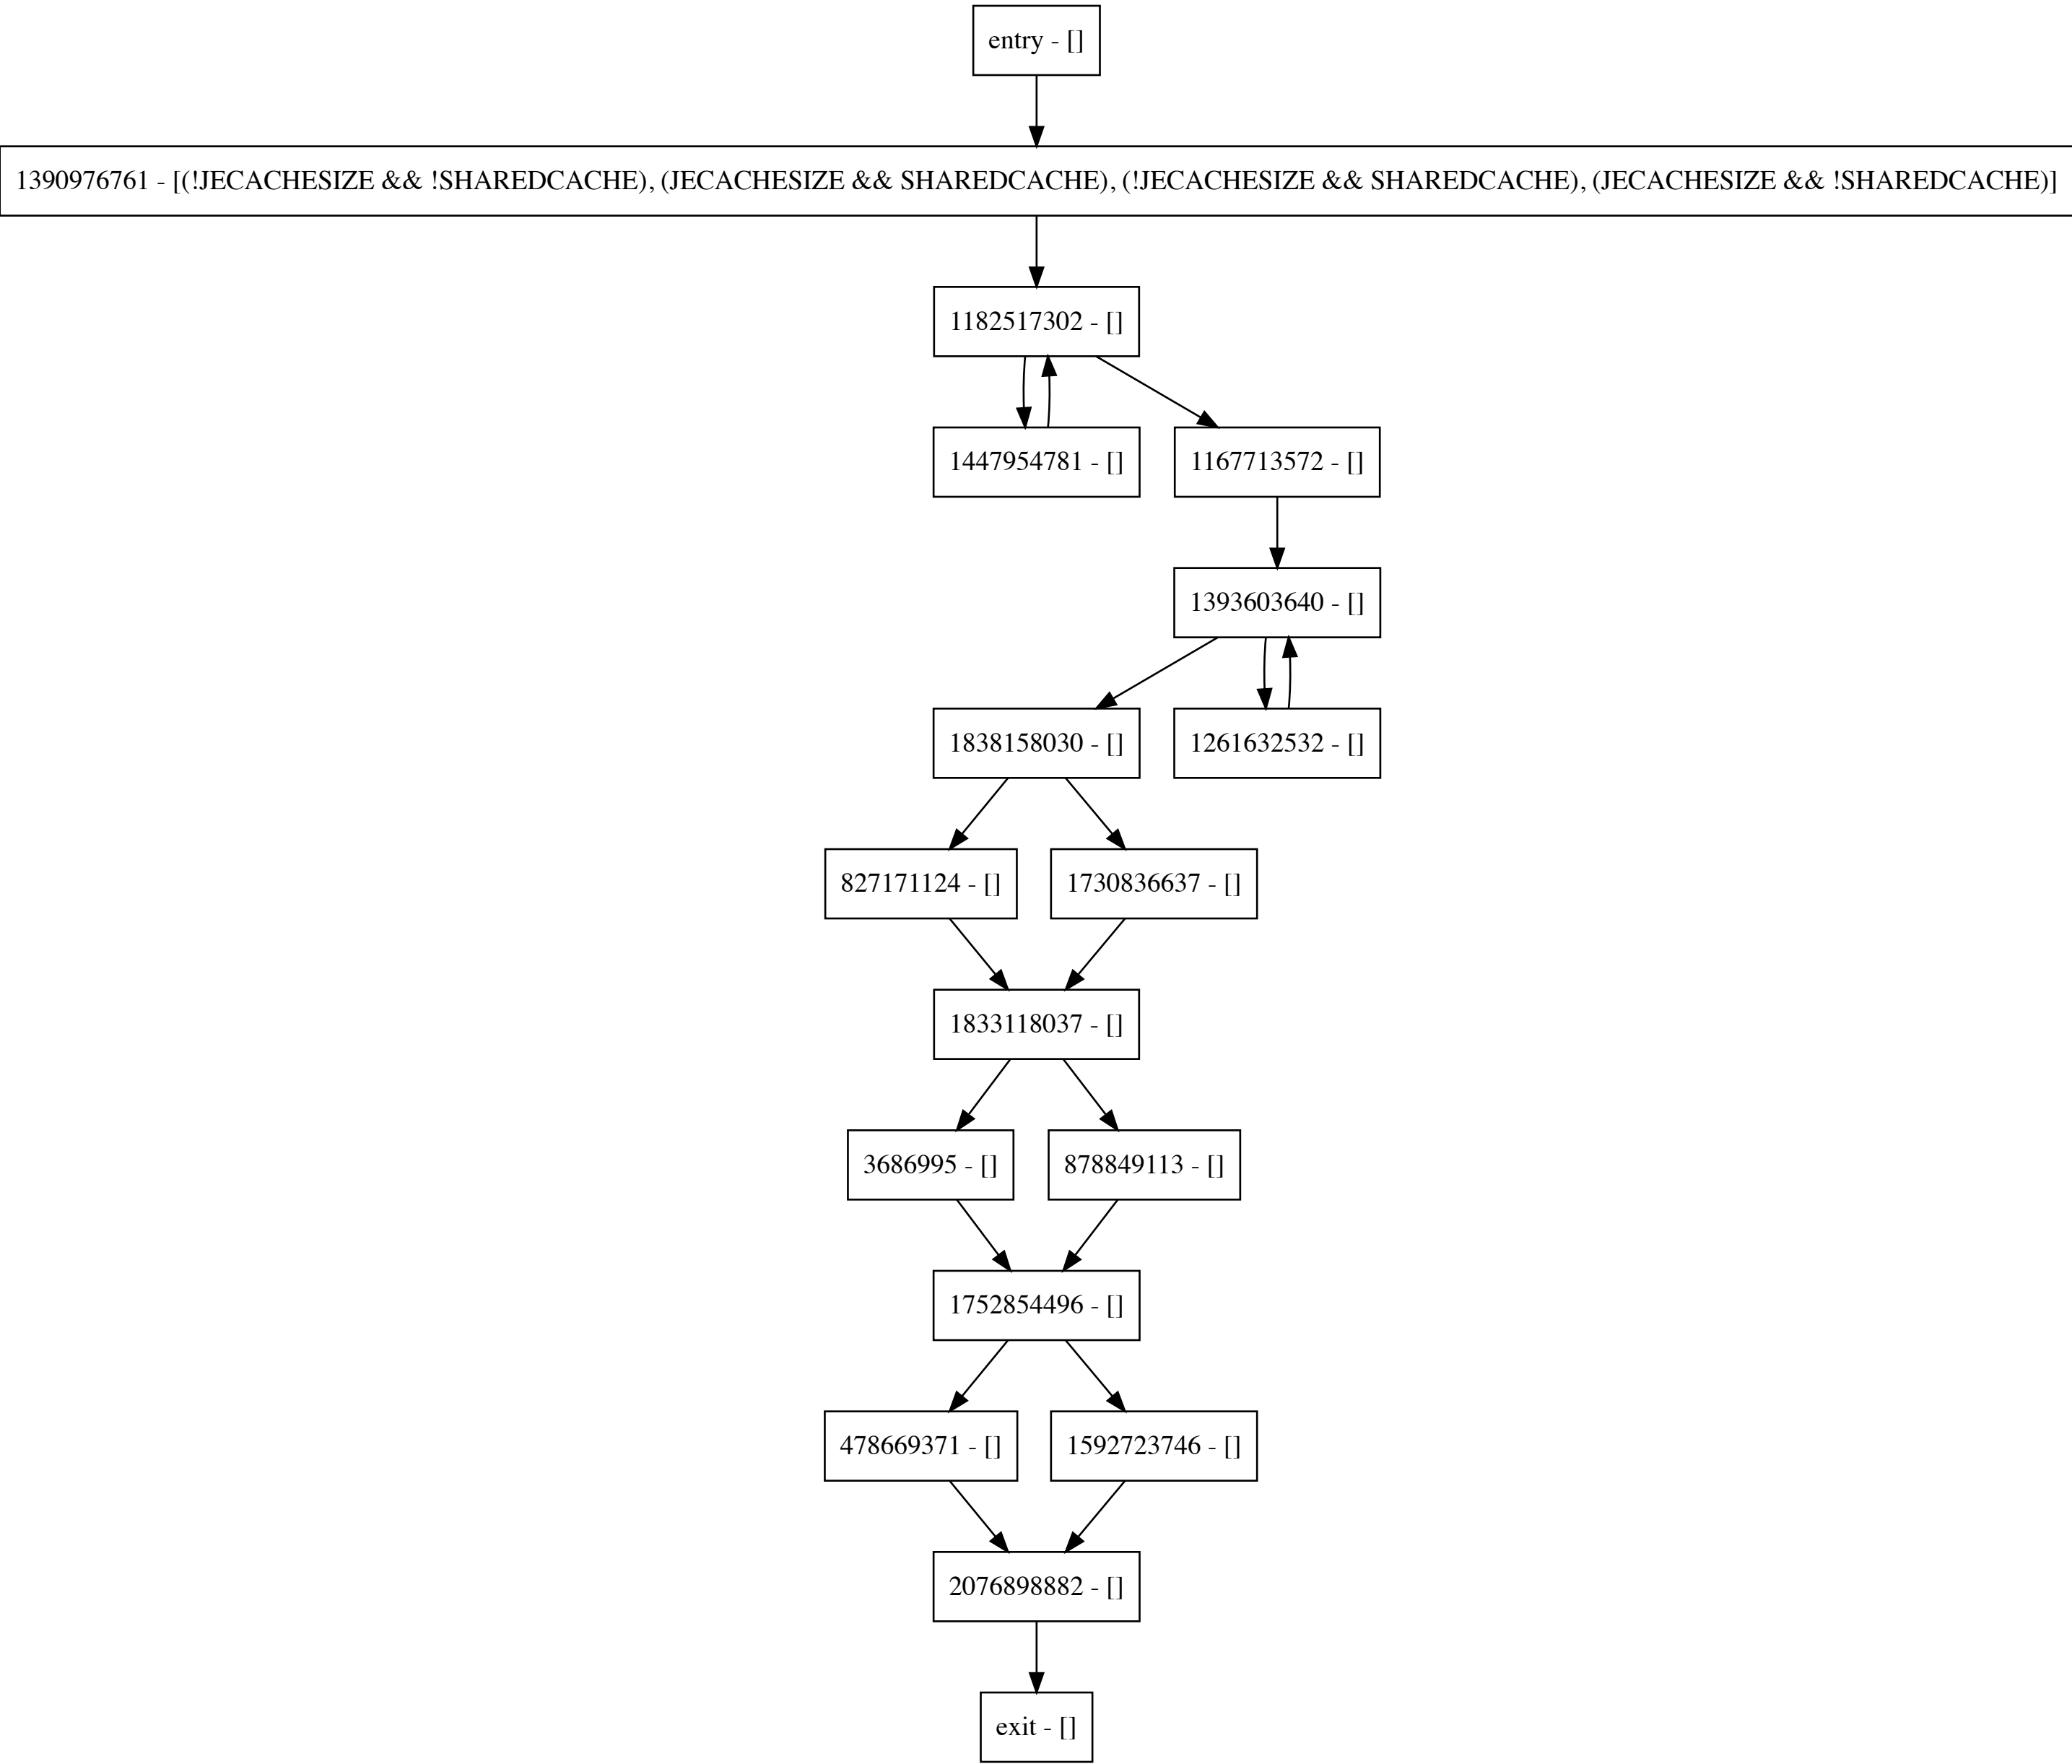 entry - []
1390976761 - [(!JECACHESIZE && !SHAREDCACHE), (JECACHESIZE && SHAREDCACHE), (!JECACHESIZE && SHAREDCACHE), (JECACHESIZE && !SHAREDCACHE)]
1182517302 - []
1447954781 - []
1167713572 - []
1393603640 - []
1838158030 - []
1261632532 - []
827171124 - []
1730836637 - []
1833118037 - []
3686995 - []
878849113 - []
1752854496 - []
478669371 - []
1592723746 - []
2076898882 - []
exit - []